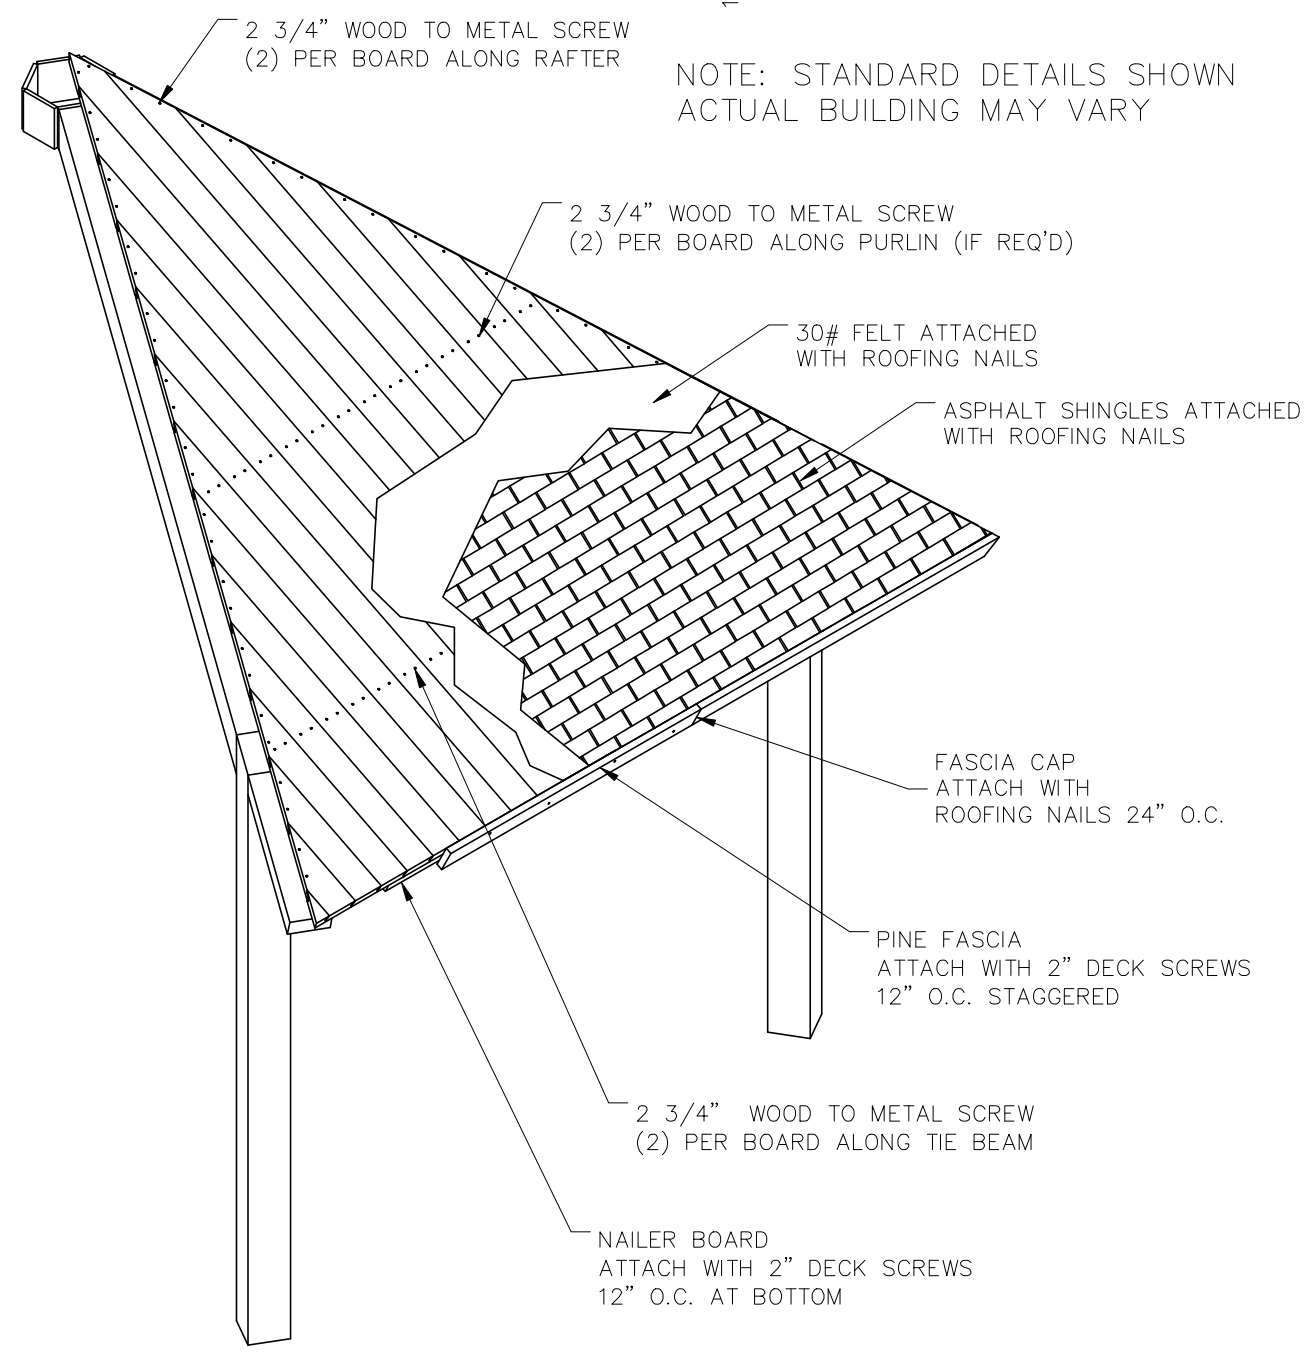 2 3/4” WOOD TO METAL SCREW
(2) PER BOARD ALONG RAFTER
NOTE: STANDARD DETAILS SHOWN
ACTUAL BUILDING MAY VARY
2 3/4” WOOD TO METAL SCREW
(2) PER BOARD ALONG PURLIN (IF REQ’D)
30# FELT ATTACHED
WITH ROOFING NAILS
ASPHALT SHINGLES ATTACHED
WITH ROOFING NAILS
FASCIA CAP
ATTACH WITH
ROOFING NAILS 24” O.C.
PINE FASCIA
ATTACH WITH 2” DECK SCREWS
12” O.C. STAGGERED
2 3/4” WOOD TO METAL SCREW
(2) PER BOARD ALONG TIE BEAM
NAILER BOARD
ATTACH WITH 2” DECK SCREWS
12” O.C. AT BOTTOM